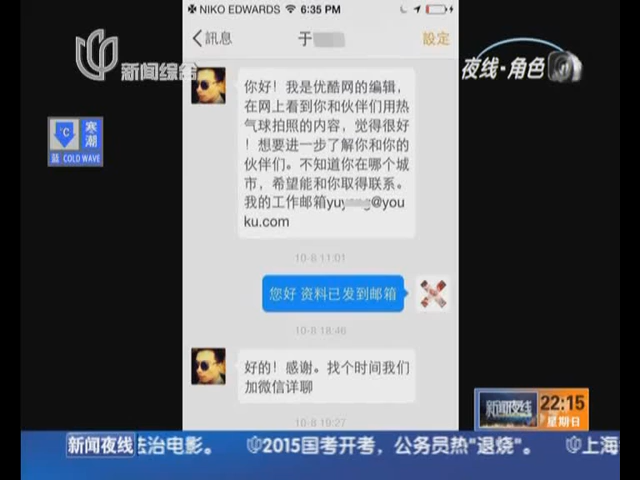 NIKO EDWARDS 6:35 PM
訊息
于
設定
新闻综合
夜线·角色
你好！我是优酷网的编辑，
在网上看到你和伙伴们用热
气球拍照的内容，觉得很好
！想要进一步了解你和你的
伙伴们。不知道你在哪个城
市，希望能和你取得联系。
我的工作邮箱yu @you
ku.com
℃
寒潮
蓝 COLD WAVE
10-8 11:01
您好 资料已发到邮箱
10-8 18:46
好的！感谢。找个时间我们
加微信详聊
10-8 19:27
新闻夜线
22:15
星期日
新闻夜线 法治电影。 2015国考开考，公务员热"退烧"。 上海